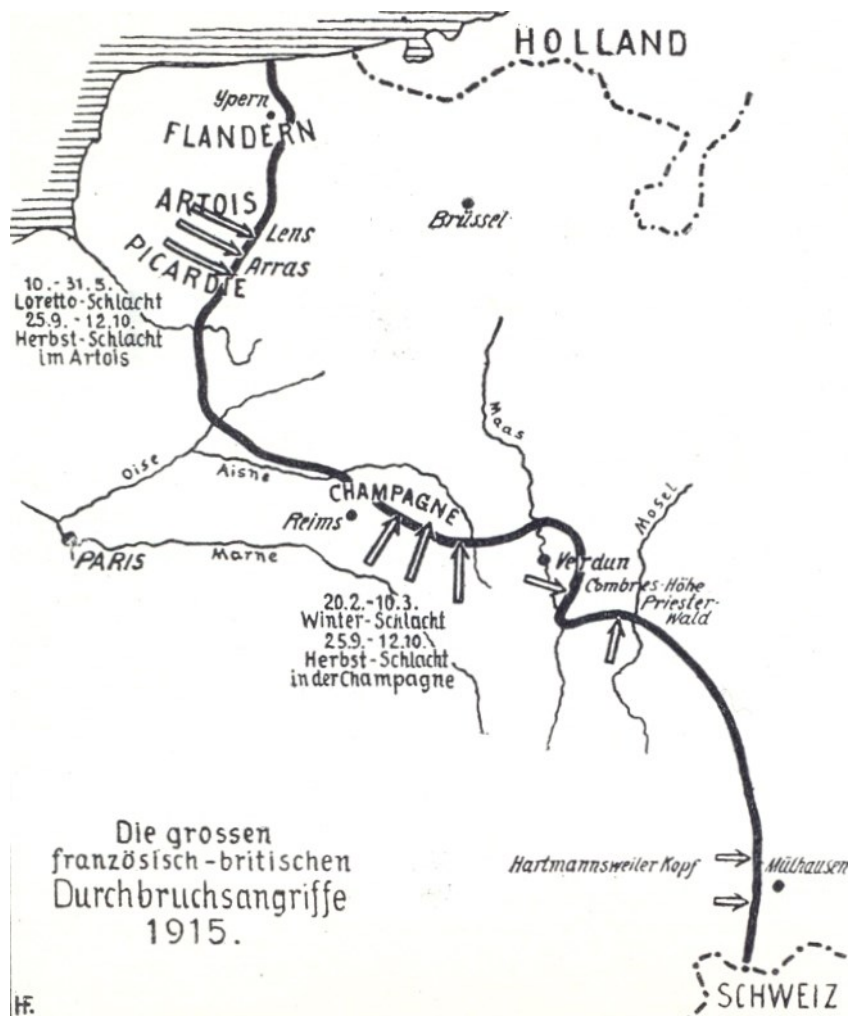 HOLLAND
Ypern
FLANDERN
ARTOIS
Brüssel
Lens
PICARDIE
Arras
10.-31.5.
Loretto-Schlacht
25.9.-12.10.
Herbst-Schlacht
im Artois
Maas
Oise
Aisne
CHAMPAGNE
Mosel
Reims
PARIS
Marne
Verdun
Combres-Höhe
Priester-
Wald
20.2.-10.3.
Winter-Schlacht
25.9.-12.10.
Herbst-Schlacht
in der Champagne
Die grossen
französisch-britischen
Durchbruchsangriffe
1915.
Hartmannsweiler Kopf
Mülhausen
SCHWEIZ
HF.